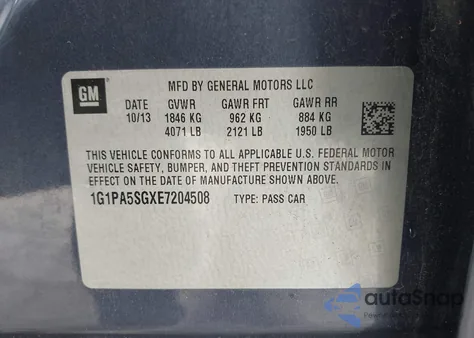 GM
MFD BY GENERAL MOTORS LLC
DATE GVWR GAWR FRT GAWR RR
10/13 1846 KG 962 KG 884 KG
4071 LB 2121 LB 1950 LB
THIS VEHICLE CONFORMS TO ALL APPLICABLE U.S. FEDERAL MOTOR
VEHICLE SAFETY, BUMPER, AND THEFT PREVENTION STANDARDS
IN EFFECT ON THE DATE OF MANUFACTURE SHOWN ABOVE.
1G1PA5SGXE7204508 TYPE: PASS CAR
autoSnap